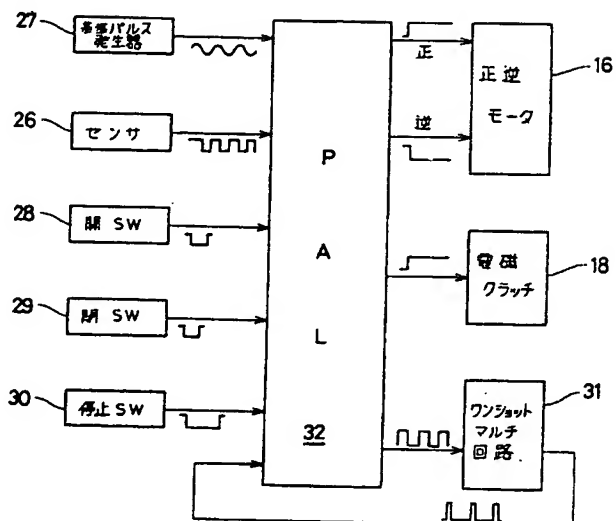 27
基準パルス
発生器
26
センサ
28
開 SW
29
閉 SW
30
停止 SW
P
A
L
32
正
逆
正逆
モータ
16
電磁
クラッチ
18
ワンショット
マルチ
回路
31